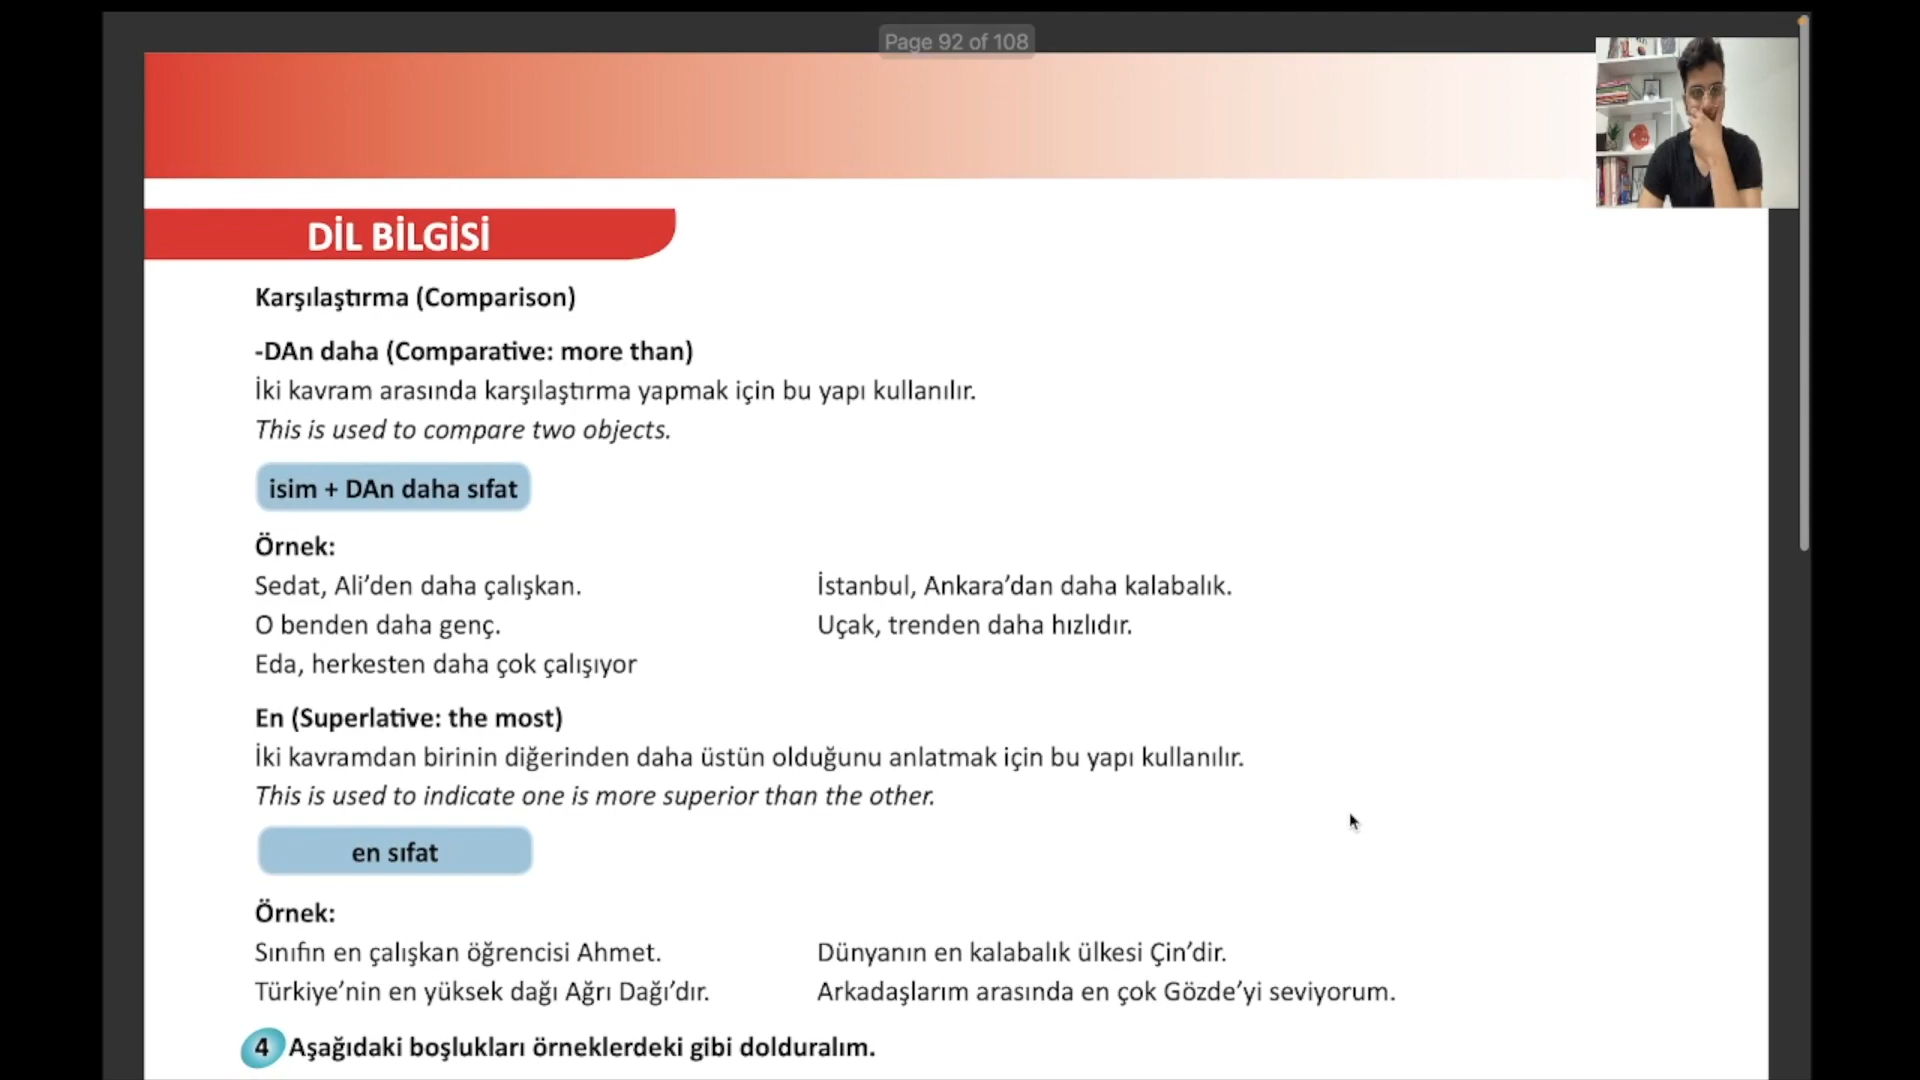 Page 92 of 108
DİL BİLGİSİ
Karşılaştırma (Comparison)
-DAn daha (Comparative: more than)
İki kavram arasında karşılaştırma yapmak için bu yapı kullanılır.
This is used to compare two objects.
isim + DAn daha sıfat
Örnek:
Sedat, Ali’den daha çalışkan.
İstanbul, Ankara’dan daha kalabalık.
O benden daha genç.
Uçak, trenden daha hızlıdır.
Eda, herkesten daha çok çalışıyor
En (Superlative: the most)
İki kavramdan birinin diğerinden daha üstün olduğunu anlatmak için bu yapı kullanılır.
This is used to indicate one is more superior than the other.
en sıfat
Örnek:
Sınıfın en çalışkan öğrencisi Ahmet.
Dünyanın en kalabalık ülkesi Çin’dir.
Türkiye’nin en yüksek dağı Ağrı Dağı’dır.
Arkadaşlarım arasında en çok Gözde’yi seviyorum.
4 Aşağıdaki boşlukları örneklerdeki gibi dolduralım.